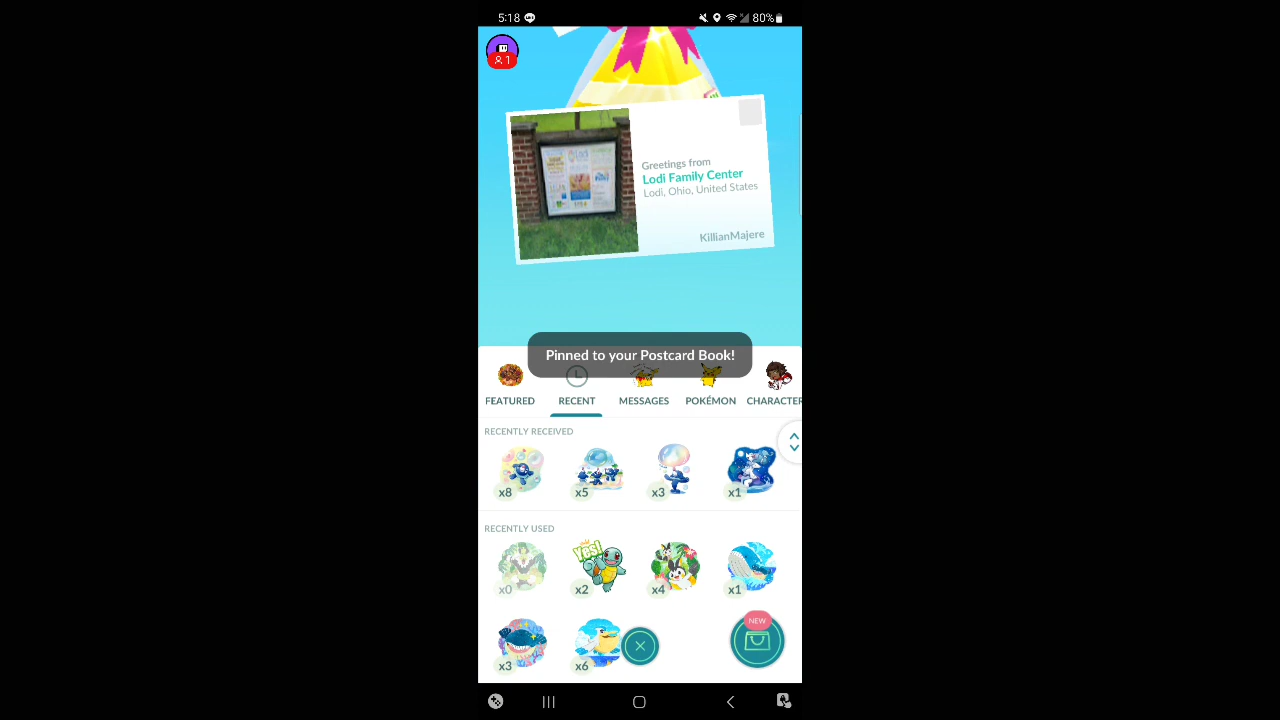 5:18
80%
1
Greetings from
Lodi Family Center
Lodi, Ohio, United States
KillianMajere
Pinned to your Postcard Book!
FEATURED
RECENT
MESSAGES
POKÉMON
CHARACTER
RECENTLY RECEIVED
x8
x5
x3
x1
RECENTLY USED
x0
Yes!
x2
x4
x1
NEW
x3
x6